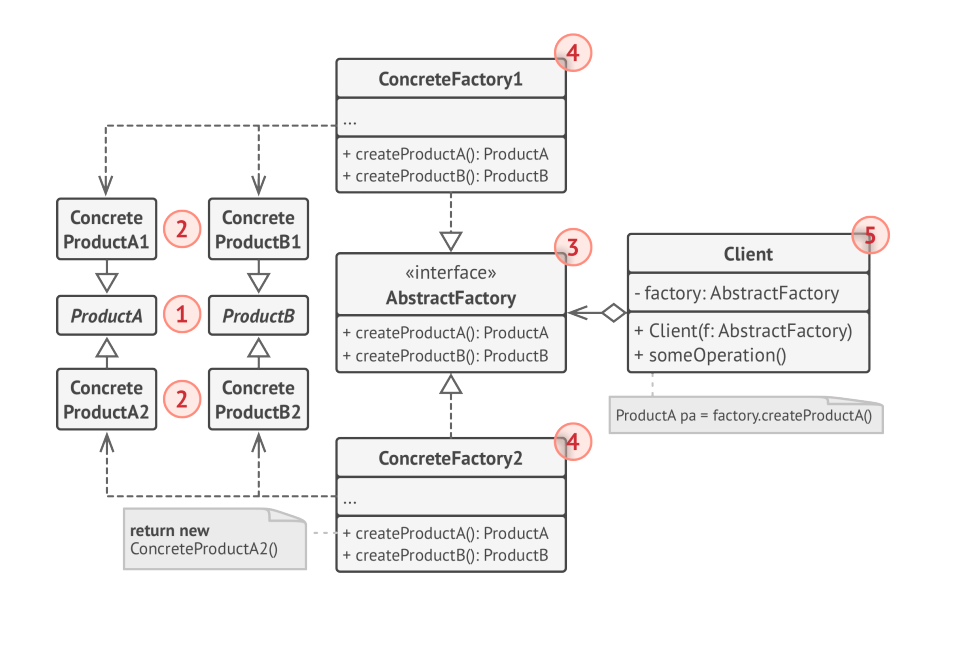 4
ConcreteFactory1
...
+ createProductA(): ProductA
+ createProductB(): ProductB
Concrete
ProductA1
2
Concrete
ProductB1
ProductA
1
ProductB
Concrete
ProductA2
2
Concrete
ProductB2
3
«interface»
AbstractFactory
+ createProductA(): ProductA
+ createProductB(): ProductB
5
Client
- factory: AbstractFactory
+ Client(f: AbstractFactory)
+ someOperation()
ProductA pa = factory.createProductA()
4
ConcreteFactory2
...
+ createProductA(): ProductA
+ createProductB(): ProductB
return new
ConcreteProductA2()